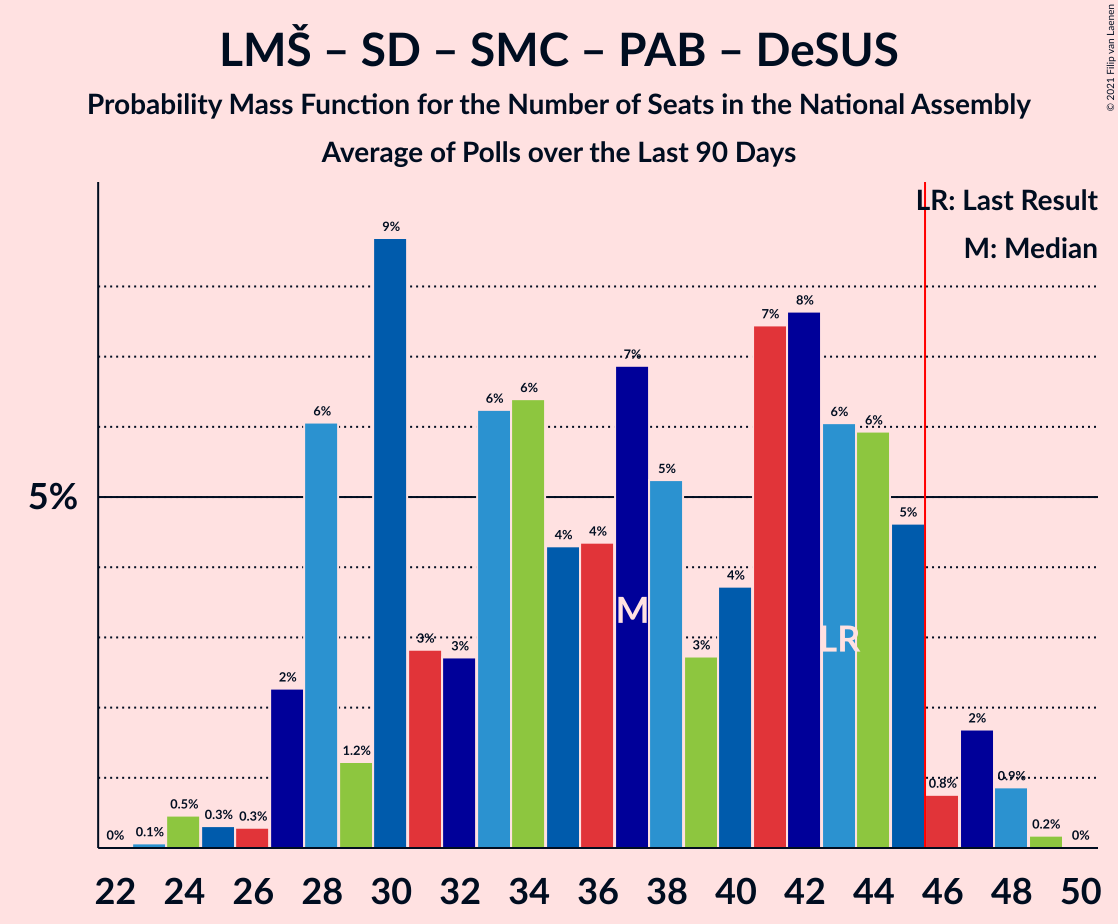 LMŠ – SD – SMC – PAB – DeSUS
Probability Mass Function for the Number of Seats in the National Assembly
Average of Polls over the Last 90 Days
© 2021 Filip van Laenen
LR: Last Result
M: Median
5%
0% 0.1% 0.5% 0.3% 0.3% 2% 6% 1.2% 9% 3% 3% 6% 6% 4% 4% 7% 5% 3% 4% 7% 8% 6% 6% 5% 0.8% 2% 0.9% 0.2% 0%
M LR
22 24 26 28 30 32 34 36 38 40 42 44 46 48 50